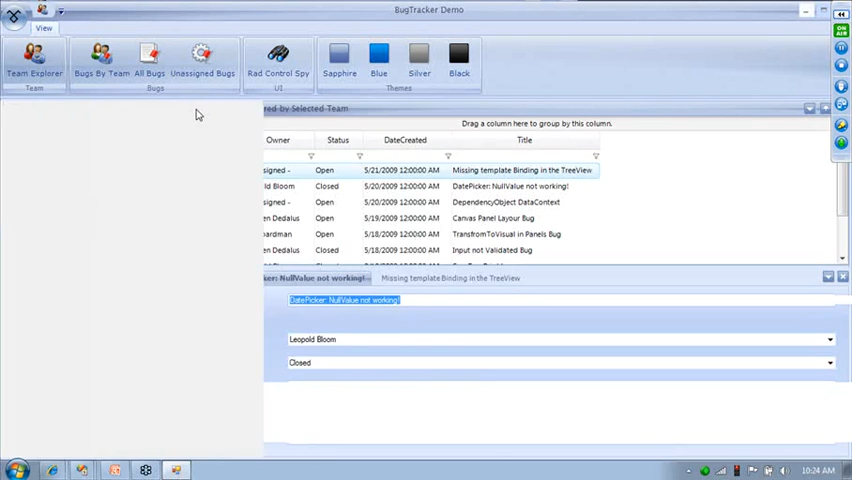 BugTracker Demo
View
ON AIR
Team Explorer
Bugs By Team
All Bugs
Unassigned Bugs
Rad Control Spy
Sapphire
Blue
Silver
Black
Team
Bugs
UI
Themes
ered by Selected Team
Drag a column here to group by this column.
Owner Status DateCreated Title
signed - Open 5/21/2009 12:00:00 AM Missing template Binding in the TreeView
ld Bloom Closed 5/20/2009 12:00:00 AM DatePicker: NullValue not working!
signed - Open 5/20/2009 12:00:00 AM DependencyObject DataContext
en Dedalus Open 5/19/2009 12:00:00 AM Canvas Panel Layour Bug
oardman Open 5/18/2009 12:00:00 AM TransfromToVisual in Panels Bug
en Dedalus Closed 5/18/2009 12:00:00 AM Input not Validated Bug
ker: NullValue not working! Missing template Binding in the TreeView
DatePicker: NullValue not working!
Leopold Bloom
Closed
10:24 AM